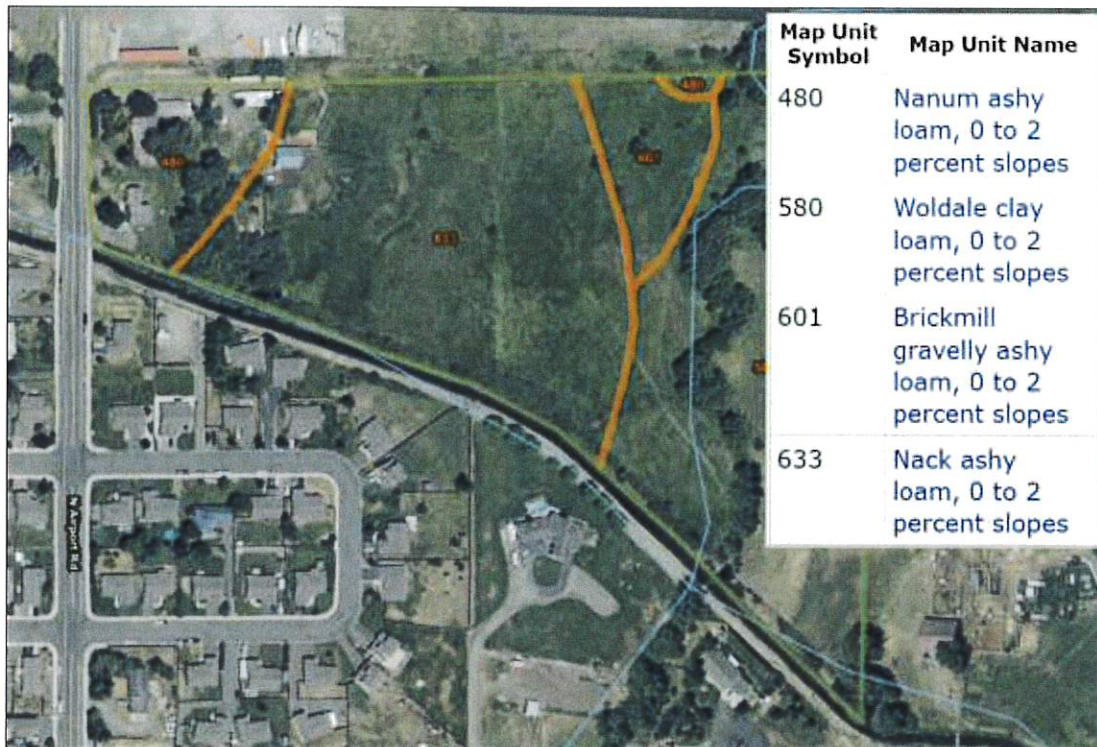 Map Unit
Symbol
Map Unit Name
480
Nanum ashy
loam, 0 to 2
percent slopes
580
Woldale clay
loam, 0 to 2
percent slopes
601
Brickmill
gravelly ashy
loam, 0 to 2
percent slopes
633
Nack ashy
loam, 0 to 2
percent slopes
480
N Airport Rd